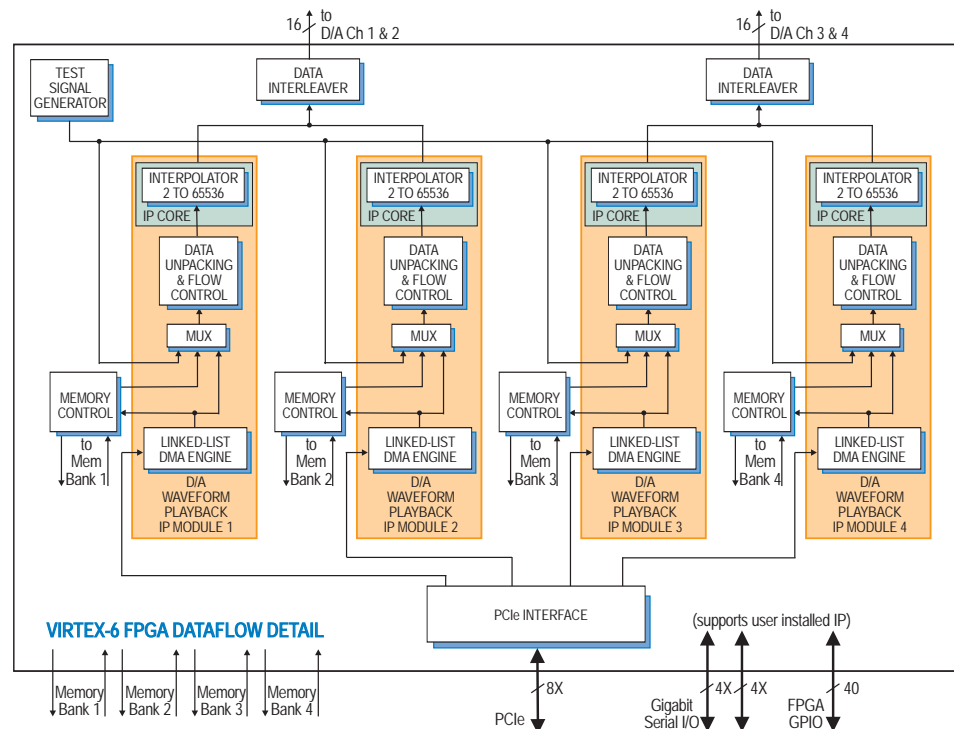 16
to
D/A Ch 1 & 2
16
to
D/A Ch 3 & 4
TEST
SIGNAL
GENERATOR
DATA
INTERLEAVER
DATA
INTERLEAVER
INTERPOLATOR
2 TO 65536
IP CORE
INTERPOLATOR
2 TO 65536
IP CORE
INTERPOLATOR
2 TO 65536
IP CORE
INTERPOLATOR
2 TO 65536
IP CORE
DATA
UNPACKING
& FLOW
CONTROL
DATA
UNPACKING
& FLOW
CONTROL
DATA
UNPACKING
& FLOW
CONTROL
DATA
UNPACKING
& FLOW
CONTROL
MUX
MUX
MUX
MUX
MEMORY
CONTROL
MEMORY
CONTROL
MEMORY
CONTROL
MEMORY
CONTROL
to
Mem
Bank 1
LINKED-LIST
DMA ENGINE
to
Mem
Bank 2
LINKED-LIST
DMA ENGINE
to
Mem
Bank 3
LINKED-LIST
DMA ENGINE
to
Mem
Bank 4
LINKED-LIST
DMA ENGINE
D/A
WAVEFORM
PLAYBACK
IP MODULE 1
D/A
WAVEFORM
PLAYBACK
IP MODULE 2
D/A
WAVEFORM
PLAYBACK
IP MODULE 3
D/A
WAVEFORM
PLAYBACK
IP MODULE 4
PCIe INTERFACE
VIRTEX-6 FPGA DATAFLOW DETAIL
(supports user installed IP)
Memory
Bank 1
Memory
Bank 2
Memory
Bank 3
Memory
Bank 4
8X
PCIe
4X
4X
Gigabit
Serial I/O
40
FPGA
GPIO